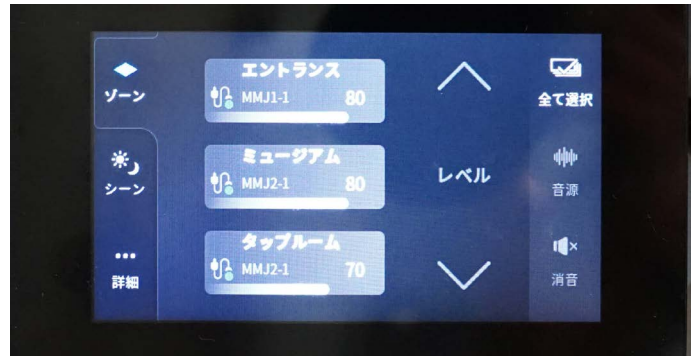 ゾーン
シーン
詳細
エントランス
MMJ1-1 80
ミュージアム
MMJ2-1 80
タップルーム
MMJ2-1 70
レベル
全て選択
音源
消音